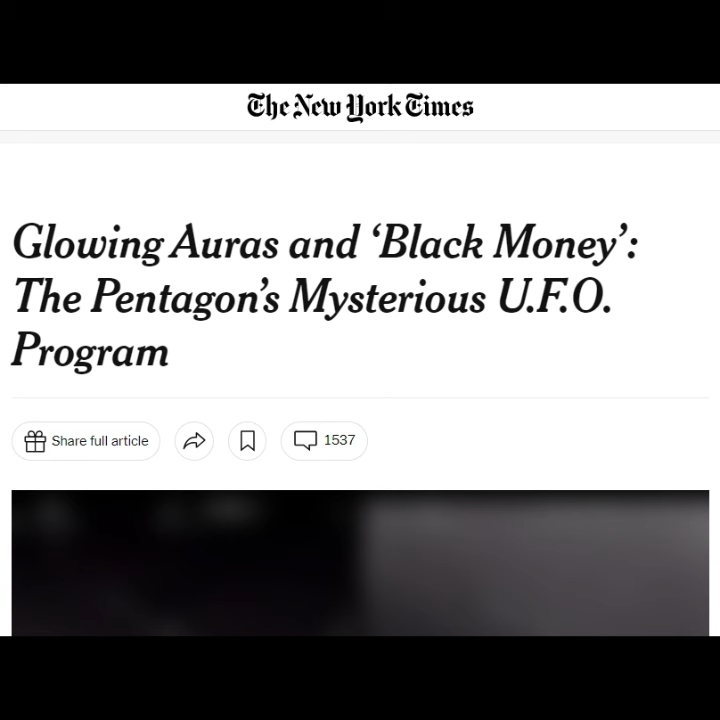 The New York Times
Glowing Auras and ‘Black Money’:
The Pentagon’s Mysterious U.F.O.
Program
Share full article
1537